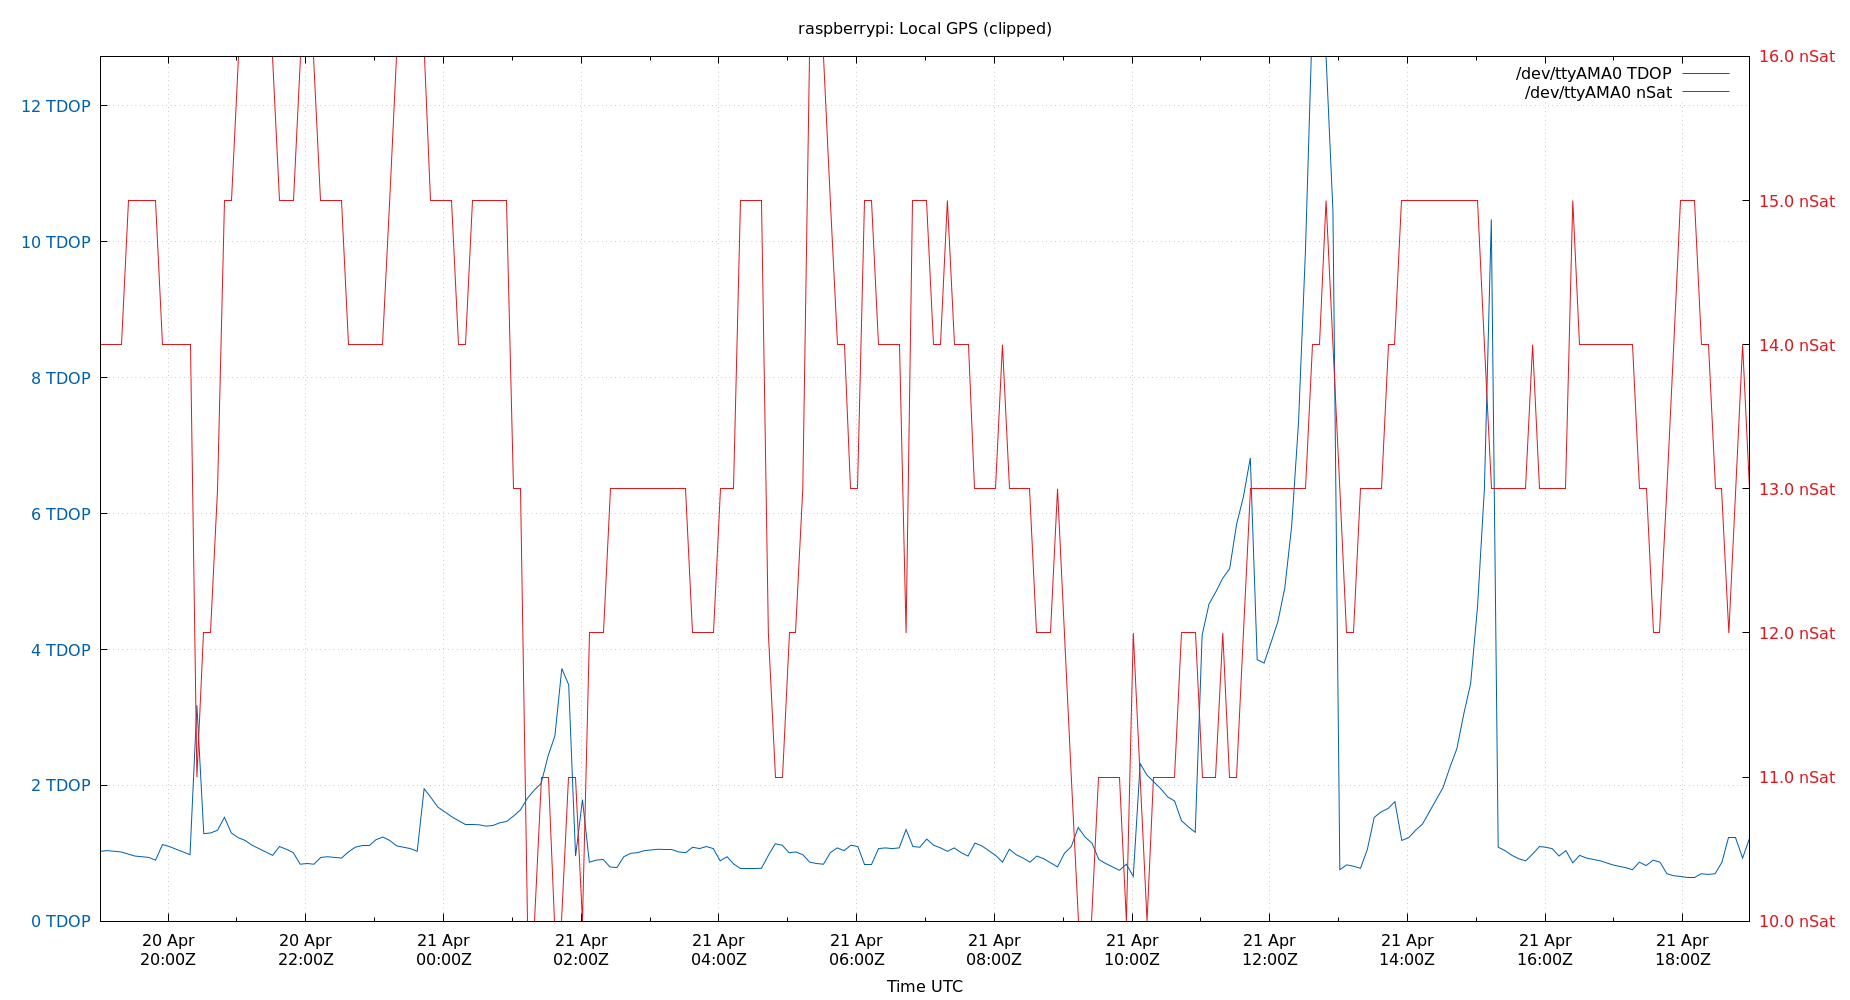 raspberrypi: Local GPS (clipped)
/dev/ttyAMA0 TDOP
/dev/ttyAMA0 nSat
12 TDOP
10 TDOP
8 TDOP
6 TDOP
4 TDOP
2 TDOP
0 TDOP
16.0 nSat
15.0 nSat
14.0 nSat
13.0 nSat
12.0 nSat
11.0 nSat
10.0 nSat
20 Apr
20:00Z
20 Apr
22:00Z
21 Apr
00:00Z
21 Apr
02:00Z
21 Apr
04:00Z
21 Apr
06:00Z
21 Apr
08:00Z
21 Apr
10:00Z
21 Apr
12:00Z
21 Apr
14:00Z
21 Apr
16:00Z
21 Apr
18:00Z
Time UTC